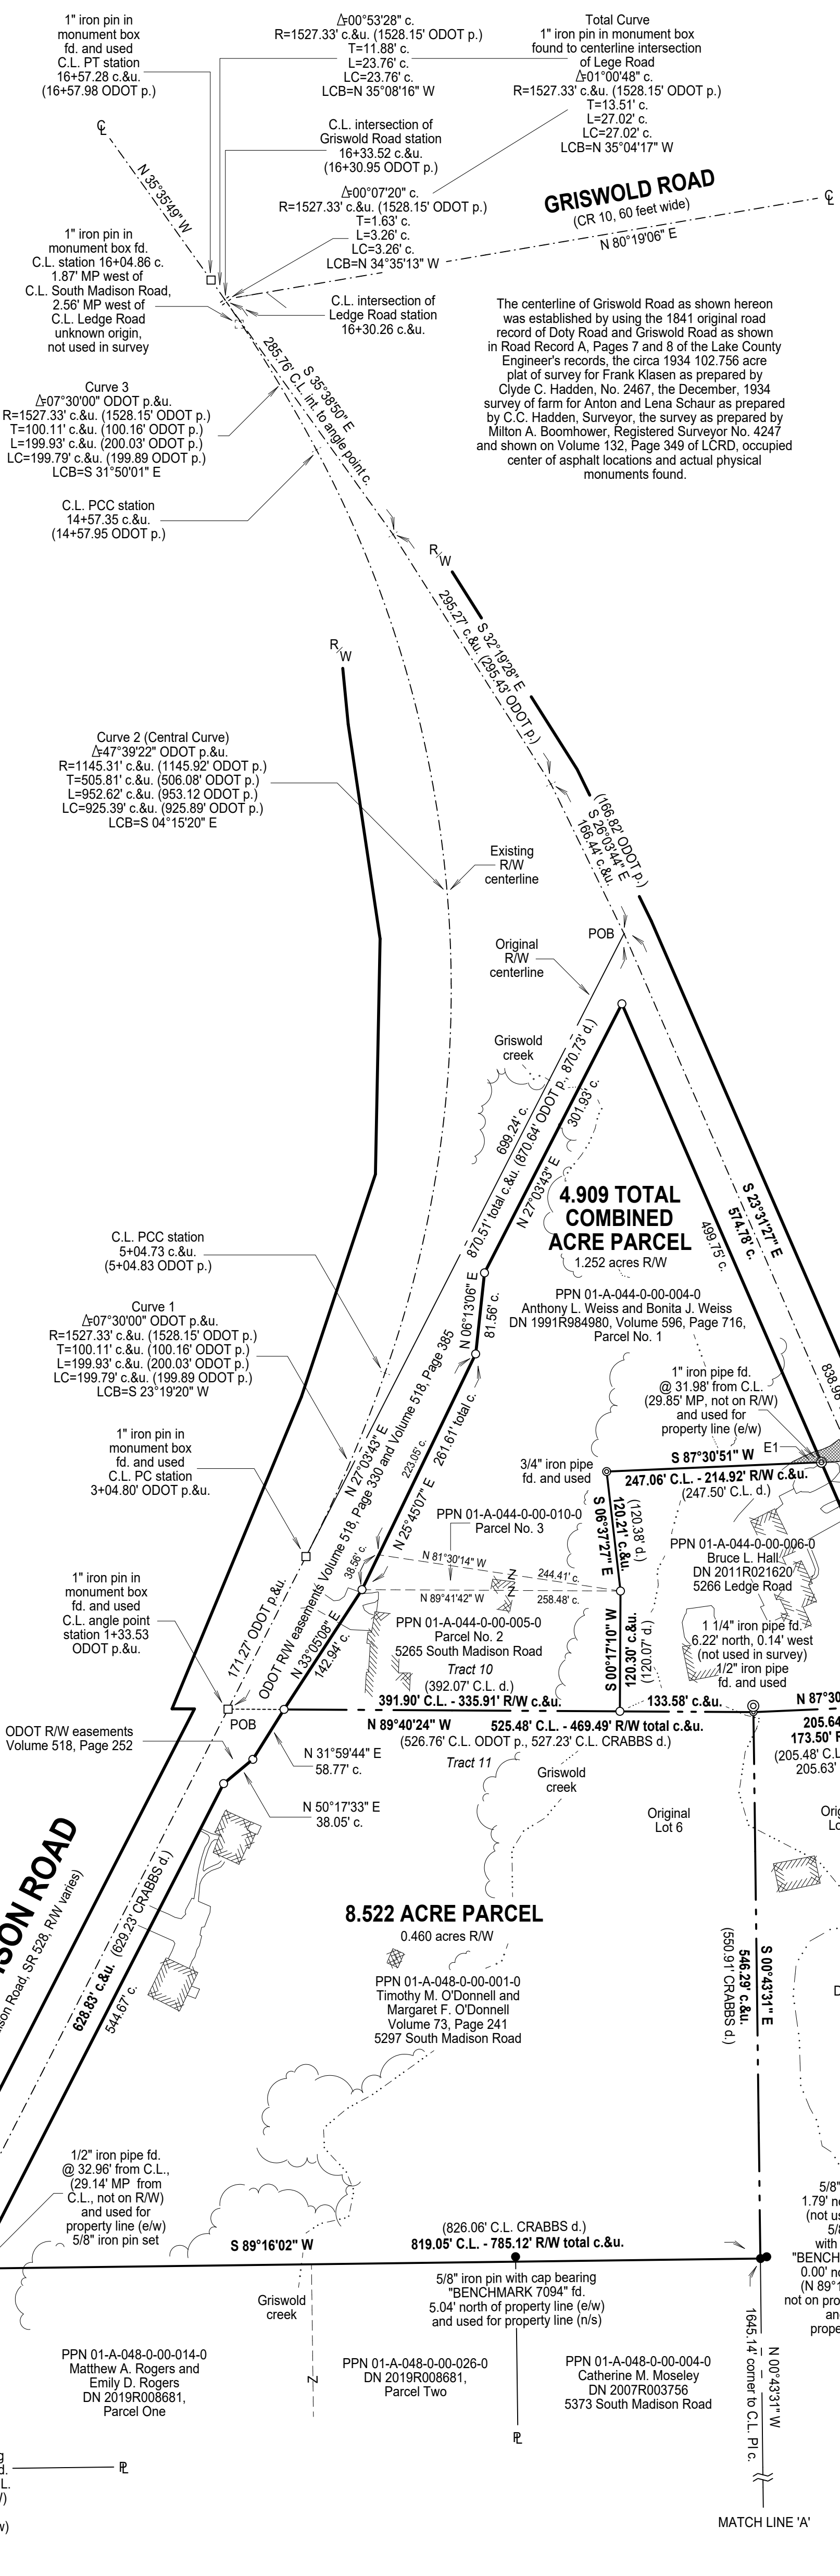 1" iron pin in
monument box
fd. and used
C.L. PT station
16+57.28 c.&u.
(16+57.98 ODOT p.)
Δ=00°53'28" c.
R=1527.33' c.&u. (1528.15' ODOT p.)
T=11.88' c.
L=23.76' c.
LC=23.76' c.
LCB=N 35°08'16" W
Total Curve
1" iron pin in monument box
found to centerline intersection
of Lege Road
Δ=01°00'48" c.
R=1527.33' c.&u. (1528.15' ODOT p.)
T=13.51' c.
L=27.02' c.
LC=27.02' c.
LCB=N 35°04'17" W
C.L. intersection of
Griswold Road station
16+33.52 c.&u.
(16+30.95 ODOT p.)
℄
N 35°35'49" W
Δ=00°07'20" c.
R=1527.33' c.&u. (1528.15' ODOT p.)
T=1.63' c.
L=3.26' c.
LC=3.26' c.
LCB=N 34°35'13" W
GRISWOLD ROAD
(CR 10, 60 feet wide)
N 80°19'06" E
℄
1" iron pin in
monument box fd.
C.L. station 16+04.86 c.
1.87' MP west of
C.L. South Madison Road,
2.56' MP west of
C.L. Ledge Road
unknown origin,
not used in survey
C.L. intersection of
Ledge Road station
16+30.26 c.&u.
The centerline of Griswold Road as shown hereon
was established by using the 1841 original road
record of Doty Road and Griswold Road as shown
in Road Record A, Pages 7 and 8 of the Lake County
Engineer's records, the circa 1934 102.756 acre
plat of survey for Frank Klasen as prepared by
Clyde C. Hadden, No. 2467, the December, 1934
survey of farm for Anton and Lena Schaur as prepared
by C.C. Hadden, Surveyor, the survey as prepared by
Milton A. Boomhower, Registered Surveyor No. 4247
and shown on Volume 132, Page 349 of LCRD, occupied
center of asphalt locations and actual physical
monuments found.
S 35°38'50" E
285.76' C.L. int. to angle point c.
Curve 3
Δ=07°30'00" ODOT p.&u.
R=1527.33' c.&u. (1528.15' ODOT p.)
T=100.11' c.&u. (100.16' ODOT p.)
L=199.93' c.&u. (200.03' ODOT p.)
LC=199.79' c.&u. (199.89 ODOT p.)
LCB=S 31°50'01" E
C.L. PCC station
14+57.35 c.&u.
(14+57.95 ODOT p.)
R/W
S 32°19'28" E
295.27' c.&u. (295.43' ODOT p.)
R/W
Curve 2 (Central Curve)
Δ=47°39'22" ODOT p.&u.
R=1145.31' c.&u. (1145.92' ODOT p.)
T=505.81' c.&u. (506.08' ODOT p.)
L=952.62' c.&u. (953.12 ODOT p.)
LC=925.39' c.&u. (925.89' ODOT p.)
LCB=S 04°15'20" E
(166.82' ODOT p.)
S 26°03'44" E
166.44' c.&u.
Existing
R/W
centerline
POB
Original
R/W
centerline
Griswold
creek
699.24' c.
870.51' total c.&u. (870.64' ODOT p., 870.73' d.)
301.93' c.
N 27°03'43" E
4.909 TOTAL
COMBINED
ACRE PARCEL
1.252 acres R/W
499.75' c.
S 23°31'27" E
574.78' c.
838.96
C.L. PCC station
5+04.73 c.&u.
(5+04.83 ODOT p.)
N 06°13'06" E
81.56' c.
PPN 01-A-044-0-00-004-0
Anthony L. Weiss and Bonita J. Weiss
DN 1991R984980, Volume 596, Page 716,
Parcel No. 1
Curve 1
Δ=07°30'00" ODOT p.&u.
R=1527.33' c.&u. (1528.15' ODOT p.)
T=100.11' c.&u. (100.16' ODOT p.)
L=199.93' c.&u. (200.03' ODOT p.)
LC=199.79' c.&u. (199.89 ODOT p.)
LCB=S 23°19'20" W
1" iron pipe fd.
@ 31.98' from C.L.
(29.85' MP, not on R/W)
and used for
property line (e/w)
1" iron pin in
monument box
fd. and used
C.L. PC station
3+04.80' ODOT p.&u.
N 27°03'43" E
ODOT R/W easements Volume 518, Page 330 and Volume 518, Page 385
261.61' total c.
223.05' c.
N 25°45'07" E
38.56' c.
3/4" iron pipe
fd. and used
S 87°30'51" W
E1
247.06' C.L. - 214.92' R/W c.&u.
(247.50' C.L. d.)
PPN 01-A-044-0-00-010-0
Parcel No. 3
N 81°30'14" W
244.41' c.
Z
Z
N 89°41'42" W
258.48' c.
(120.38' d.)
120.21' c.&u.
S 06°37'27" E
PPN 01-A-044-0-00-006-0
Bruce L. Hall
DN 2011R021620
5266 Ledge Road
1" iron pin in
monument box
fd. and used
C.L. angle point
station 1+33.53
ODOT p.&u.
171.27' ODOT p.&u.
N 33°05'08" E
142.94' c.
PPN 01-A-044-0-00-005-0
Parcel No. 2
5265 South Madison Road
Tract 10
(392.07' C.L. d.)
391.90' C.L. - 335.91' R/W c.&u.
S 00°17'10" W
120.30' c.&u.
(120.07' d.)
1 1/4" iron pipe fd.
6.22' north, 0.14' west
(not used in survey)
1/2" iron pipe
fd. and used
133.58' c.&u.
N 87°30
POB
N 89°40'24" W
525.48' C.L. - 469.49' R/W total c.&u.
(526.76' C.L. ODOT p., 527.23' C.L. CRABBS d.)
Tract 11
205.64
173.50' R
(205.48' C.L
205.63'
ODOT R/W easements
Volume 518, Page 252
N 31°59'44" E
58.77' c.
N 50°17'33" E
38.05' c.
Griswold
creek
Original
Lot 6
Orig
Lo
SON ROAD
ison Road, SR 528, R/W varies)
628.83' c.&u. (629.23' CRABBS d.)
544.67' c.
8.522 ACRE PARCEL
0.460 acres R/W
PPN 01-A-048-0-00-001-0
Timothy M. O'Donnell and
Margaret F. O'Donnell
Volume 73, Page 241
5297 South Madison Road
S 00°43'31" E
546.29' c.&u.
(550.91' CRABBS d.)
D
1/2" iron pipe fd.
@ 32.96' from C.L.,
(29.14' MP from
C.L., not on R/W)
and used for
property line (e/w)
5/8" iron pin set
S 89°16'02" W
(826.06' C.L. CRABBS d.)
819.05' C.L. - 785.12' R/W total c.&u.
5/8"
1.79' no
(not us
5/8
with
"BENCH
0.00' no
(N 89°1
not on pro
an
prope
5/8" iron pin with cap bearing
"BENCHMARK 7094" fd.
5.04' north of property line (e/w)
and used for property line (n/s)
Griswold
creek
PPN 01-A-048-0-00-014-0
Matthew A. Rogers and
Emily D. Rogers
DN 2019R008681,
Parcel One
Z
PPN 01-A-048-0-00-026-0
DN 2019R008681,
Parcel Two
PPN 01-A-048-0-00-004-0
Catherine M. Moseley
DN 2007R003756
5373 South Madison Road
N 00°43'31" W
1645.14' corner to C.L. PI c.
PL
g
d.
L.
/)
w)
PL
MATCH LINE 'A'